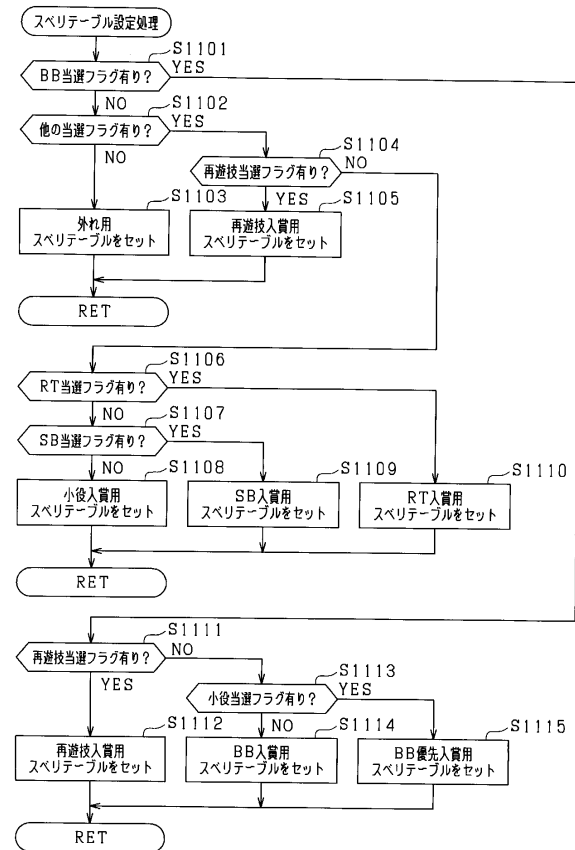 スベリテーブル設定処理
S1101
BB当選フラグ有り?
YES
NO
S1102
他の当選フラグ有り?
YES
NO
S1104
再遊技当選フラグ有り?
NO
YES
S1103
外れ用
スベリテーブルをセット
S1105
再遊技入賞用
スベリテーブルをセット
RET
S1106
RT当選フラグ有り?
YES
NO
S1107
SB当選フラグ有り?
YES
NO
S1108
小役入賞用
スベリテーブルをセット
S1109
SB入賞用
スベリテーブルをセット
S1110
RT入賞用
スベリテーブルをセット
RET
S1111
再遊技当選フラグ有り?
NO
YES
S1113
小役当選フラグ有り?
YES
NO
S1112
再遊技入賞用
スベリテーブルをセット
S1114
BB入賞用
スベリテーブルをセット
S1115
BB優先入賞用
スベリテーブルをセット
RET